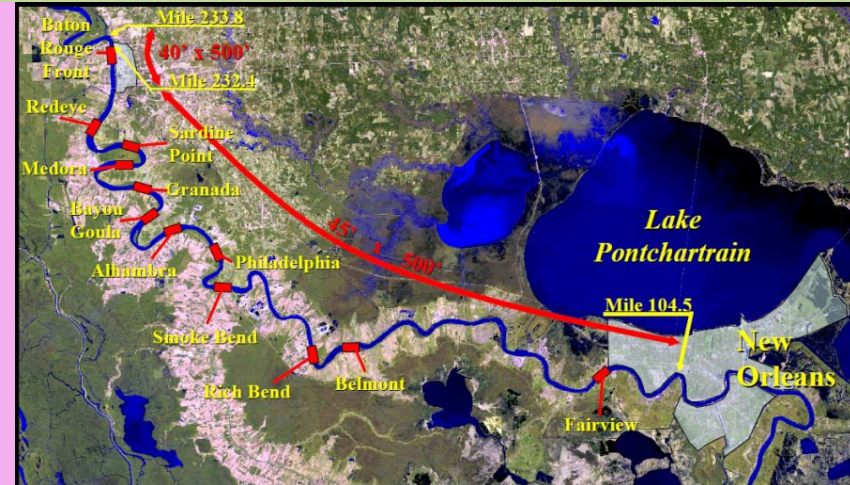 Baton
Rouge
Front
Mile 233.8
40' x 500'
Mile 232.4
Redeye
Sardine
Point
Medora
Granada
Bayou
Goula
Alhambra
Philadelphia
45' x 500'
Lake
Pontchartrain
Mile 104.5
Smoke Bend
New
Orleans
Rich Bend
Belmont
Fairview